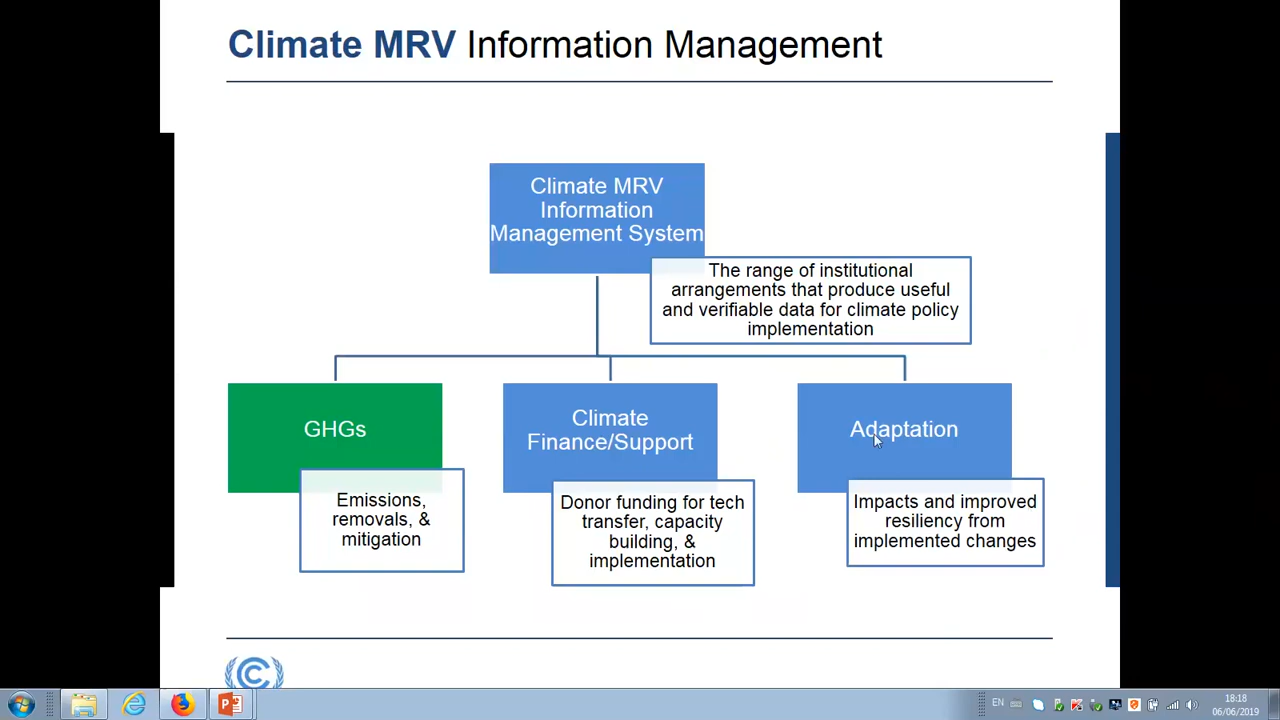 Climate MRV Information Management
Climate MRV
Information
Management System
The range of institutional
arrangements that produce useful
and verifiable data for climate policy
implementation
GHGs
Climate
Finance/Support
Adaptation
Emissions,
removals, &
mitigation
Donor funding for tech
transfer, capacity
building, &
implementation
Impacts and improved
resiliency from
implemented changes
EN
18:18
06/06/2019